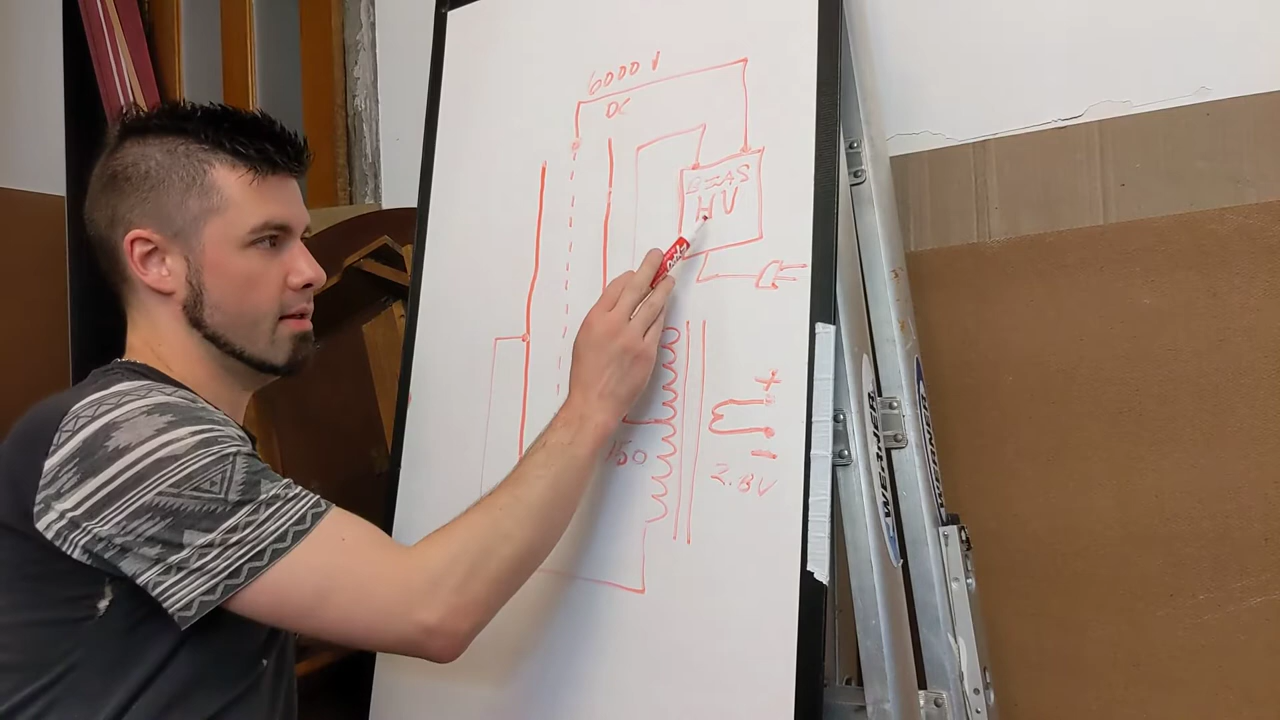 6000 V
DC
BIAS
HV
+
150
-
2.8V
WERNER
WERNER